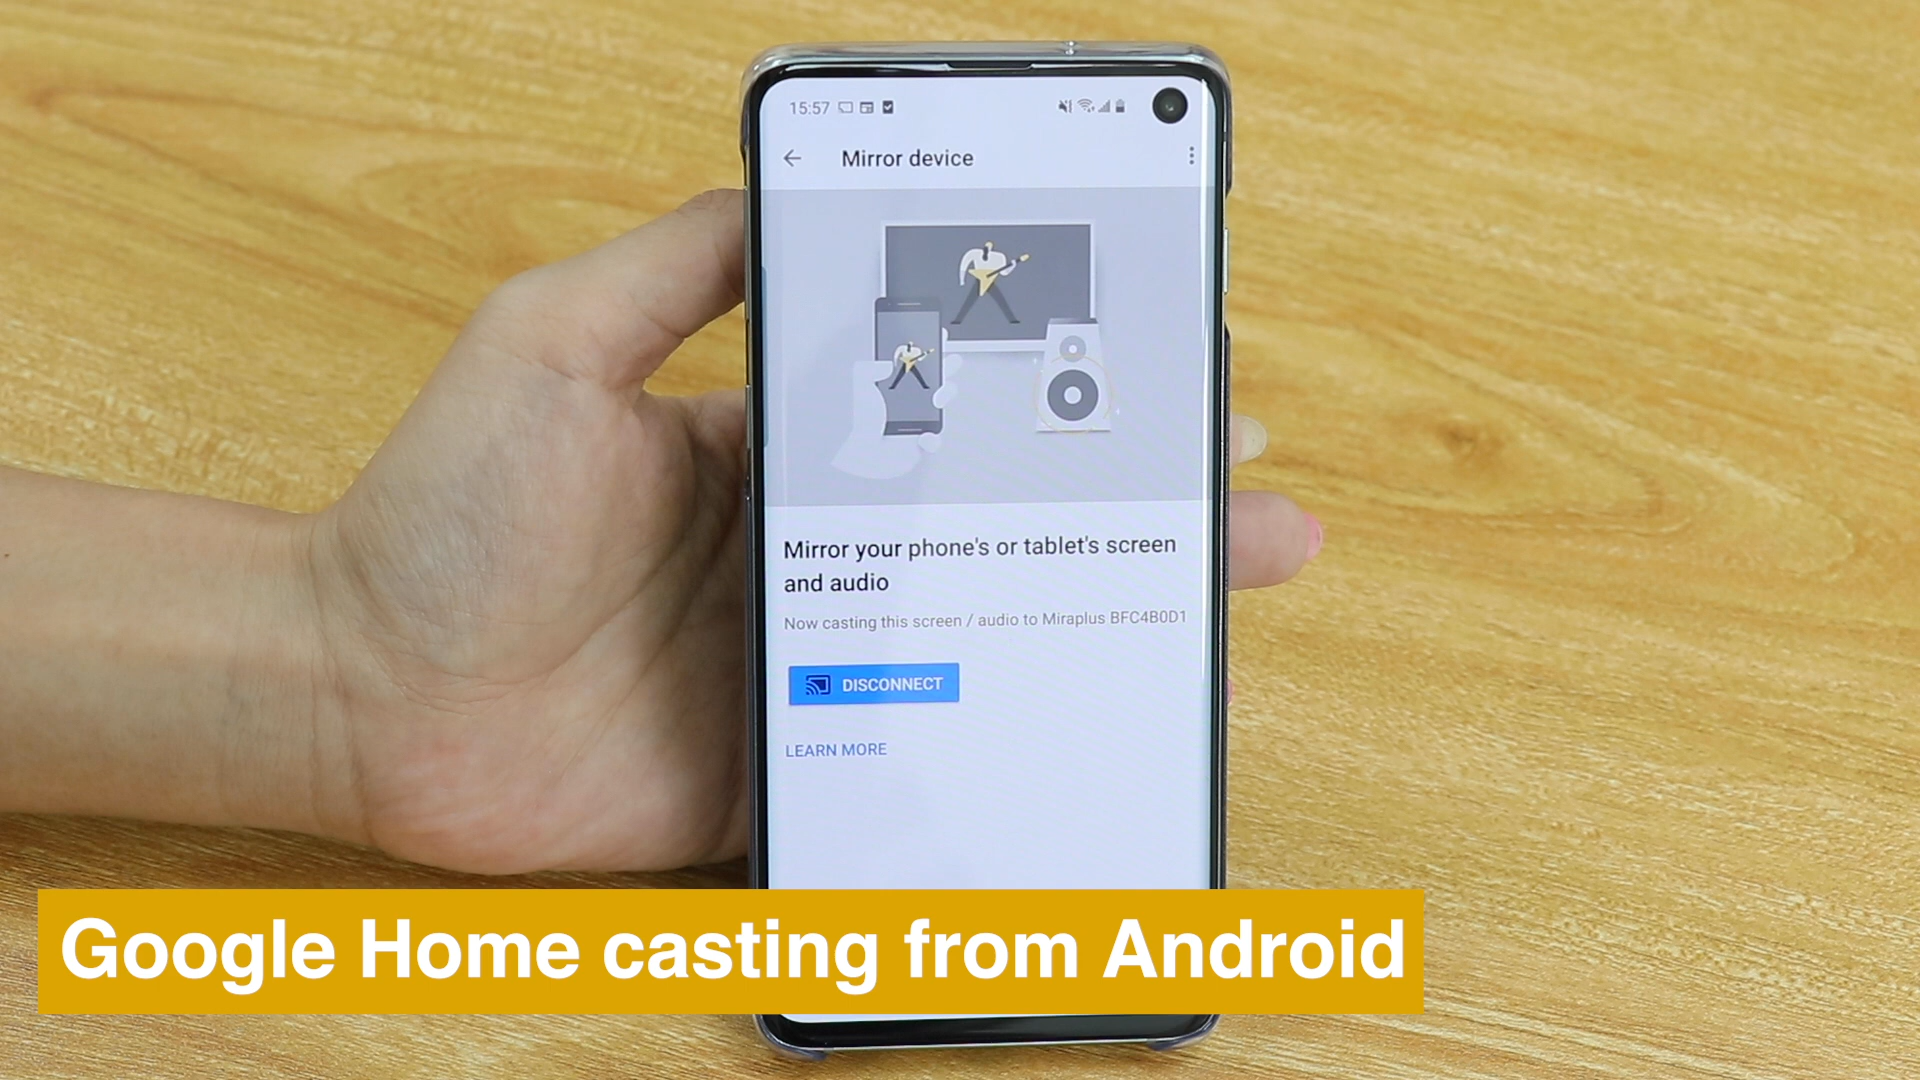 15:57
Mirror device
Mirror your phone's or tablet's screen
and audio
Now casting this screen / audio to Miraplus BFC4B0D1
DISCONNECT
LEARN MORE
Google Home casting from Android